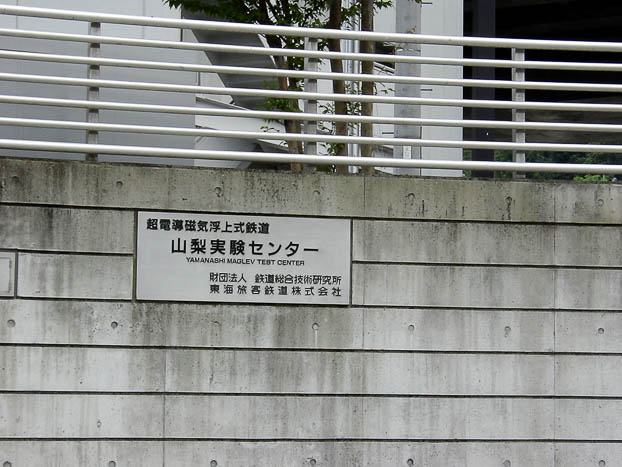 超電導磁気浮上式鉄道
山梨実験センター
YAMANASHI MAGLEV TEST CENTER
財団法人 鉄道総合技術研究所
東海旅客鉄道株式会社